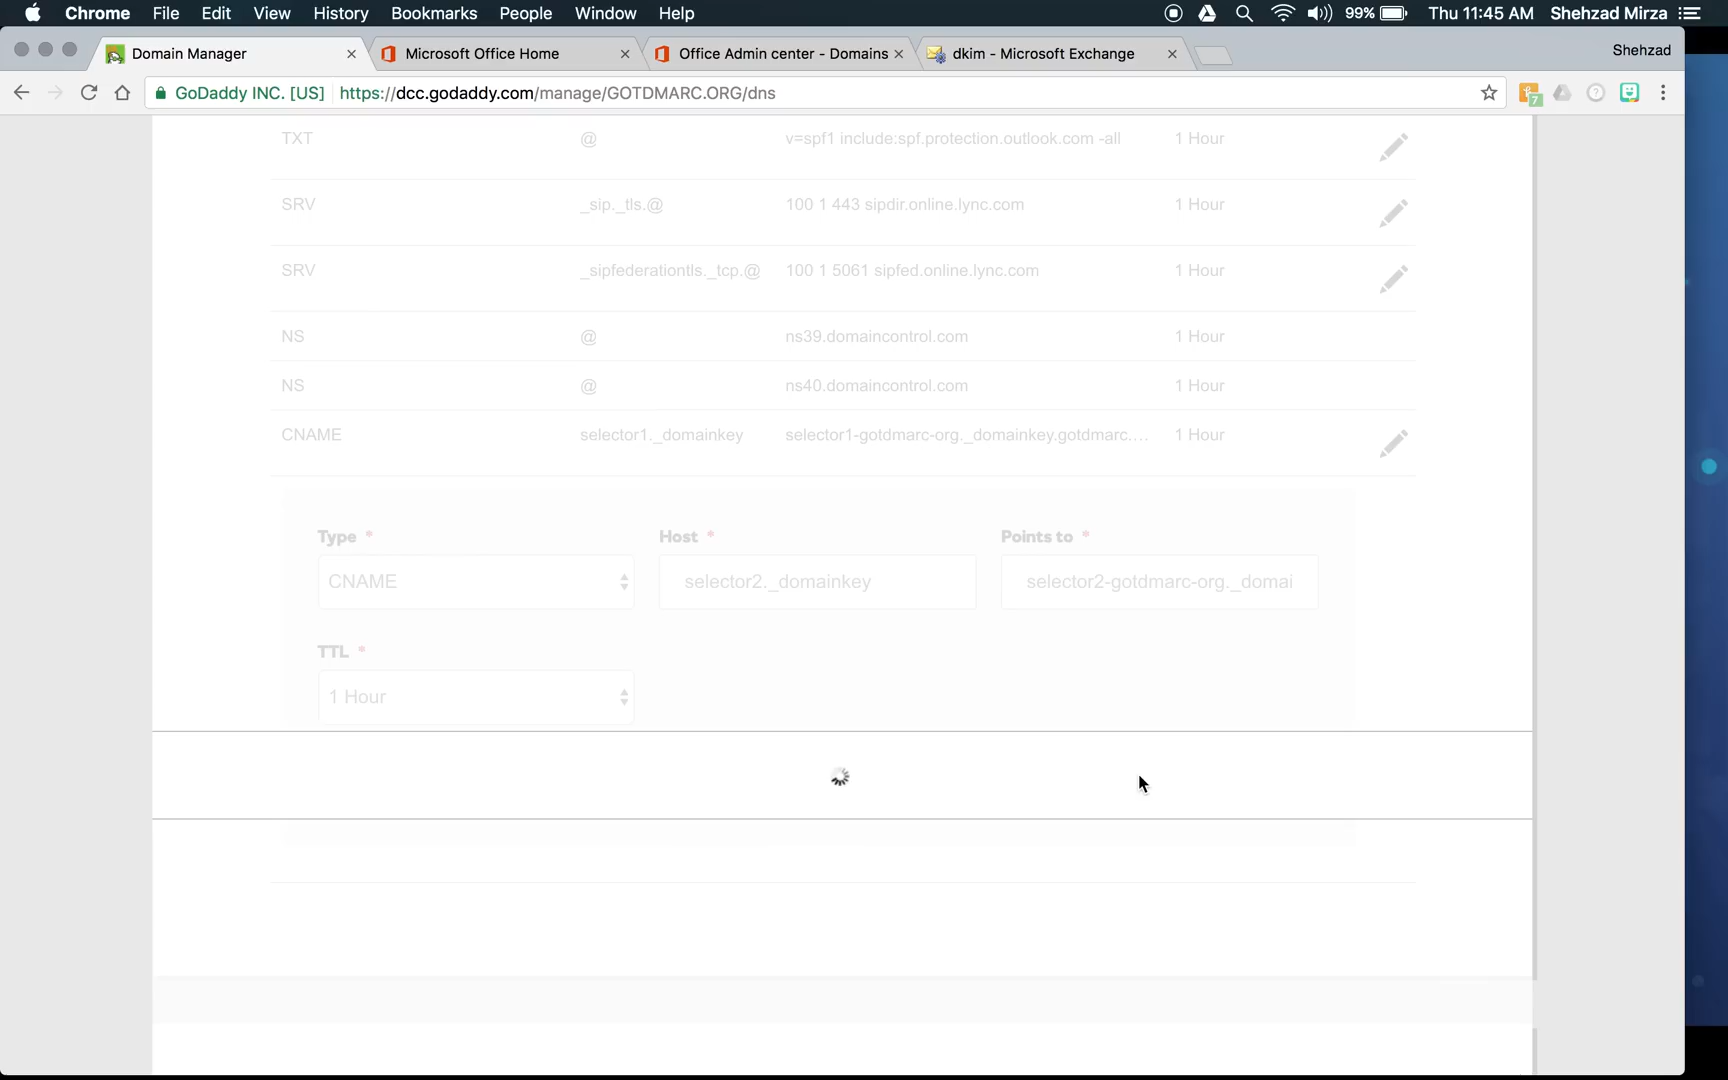 Chrome File Edit View History Bookmarks People Window Help 99% Thu 11:45 AM Shehzad Mirza
Domain Manager Microsoft Office Home Office Admin center - Domains dkim - Microsoft Exchange Shehzad
GoDaddy INC. [US] https://dcc.godaddy.com/manage/GOTDMARC.ORG/dns 7
TXT @ v=spf1 include:spf.protection.outlook.com -all 1 Hour
SRV _sip._tls.@ 100 1 443 sipdir.online.lync.com 1 Hour
SRV _sipfederationtls._tcp.@ 100 1 5061 sipfed.online.lync.com 1 Hour
NS @ ns39.domaincontrol.com 1 Hour
NS @ ns40.domaincontrol.com 1 Hour
CNAME selector1._domainkey selector1-gotdmarc-org._domainkey.gotdmarc.... 1 Hour
Type * Host * Points to *
CNAME selector2._domainkey selector2-gotdmarc-org._domai
TTL *
1 Hour